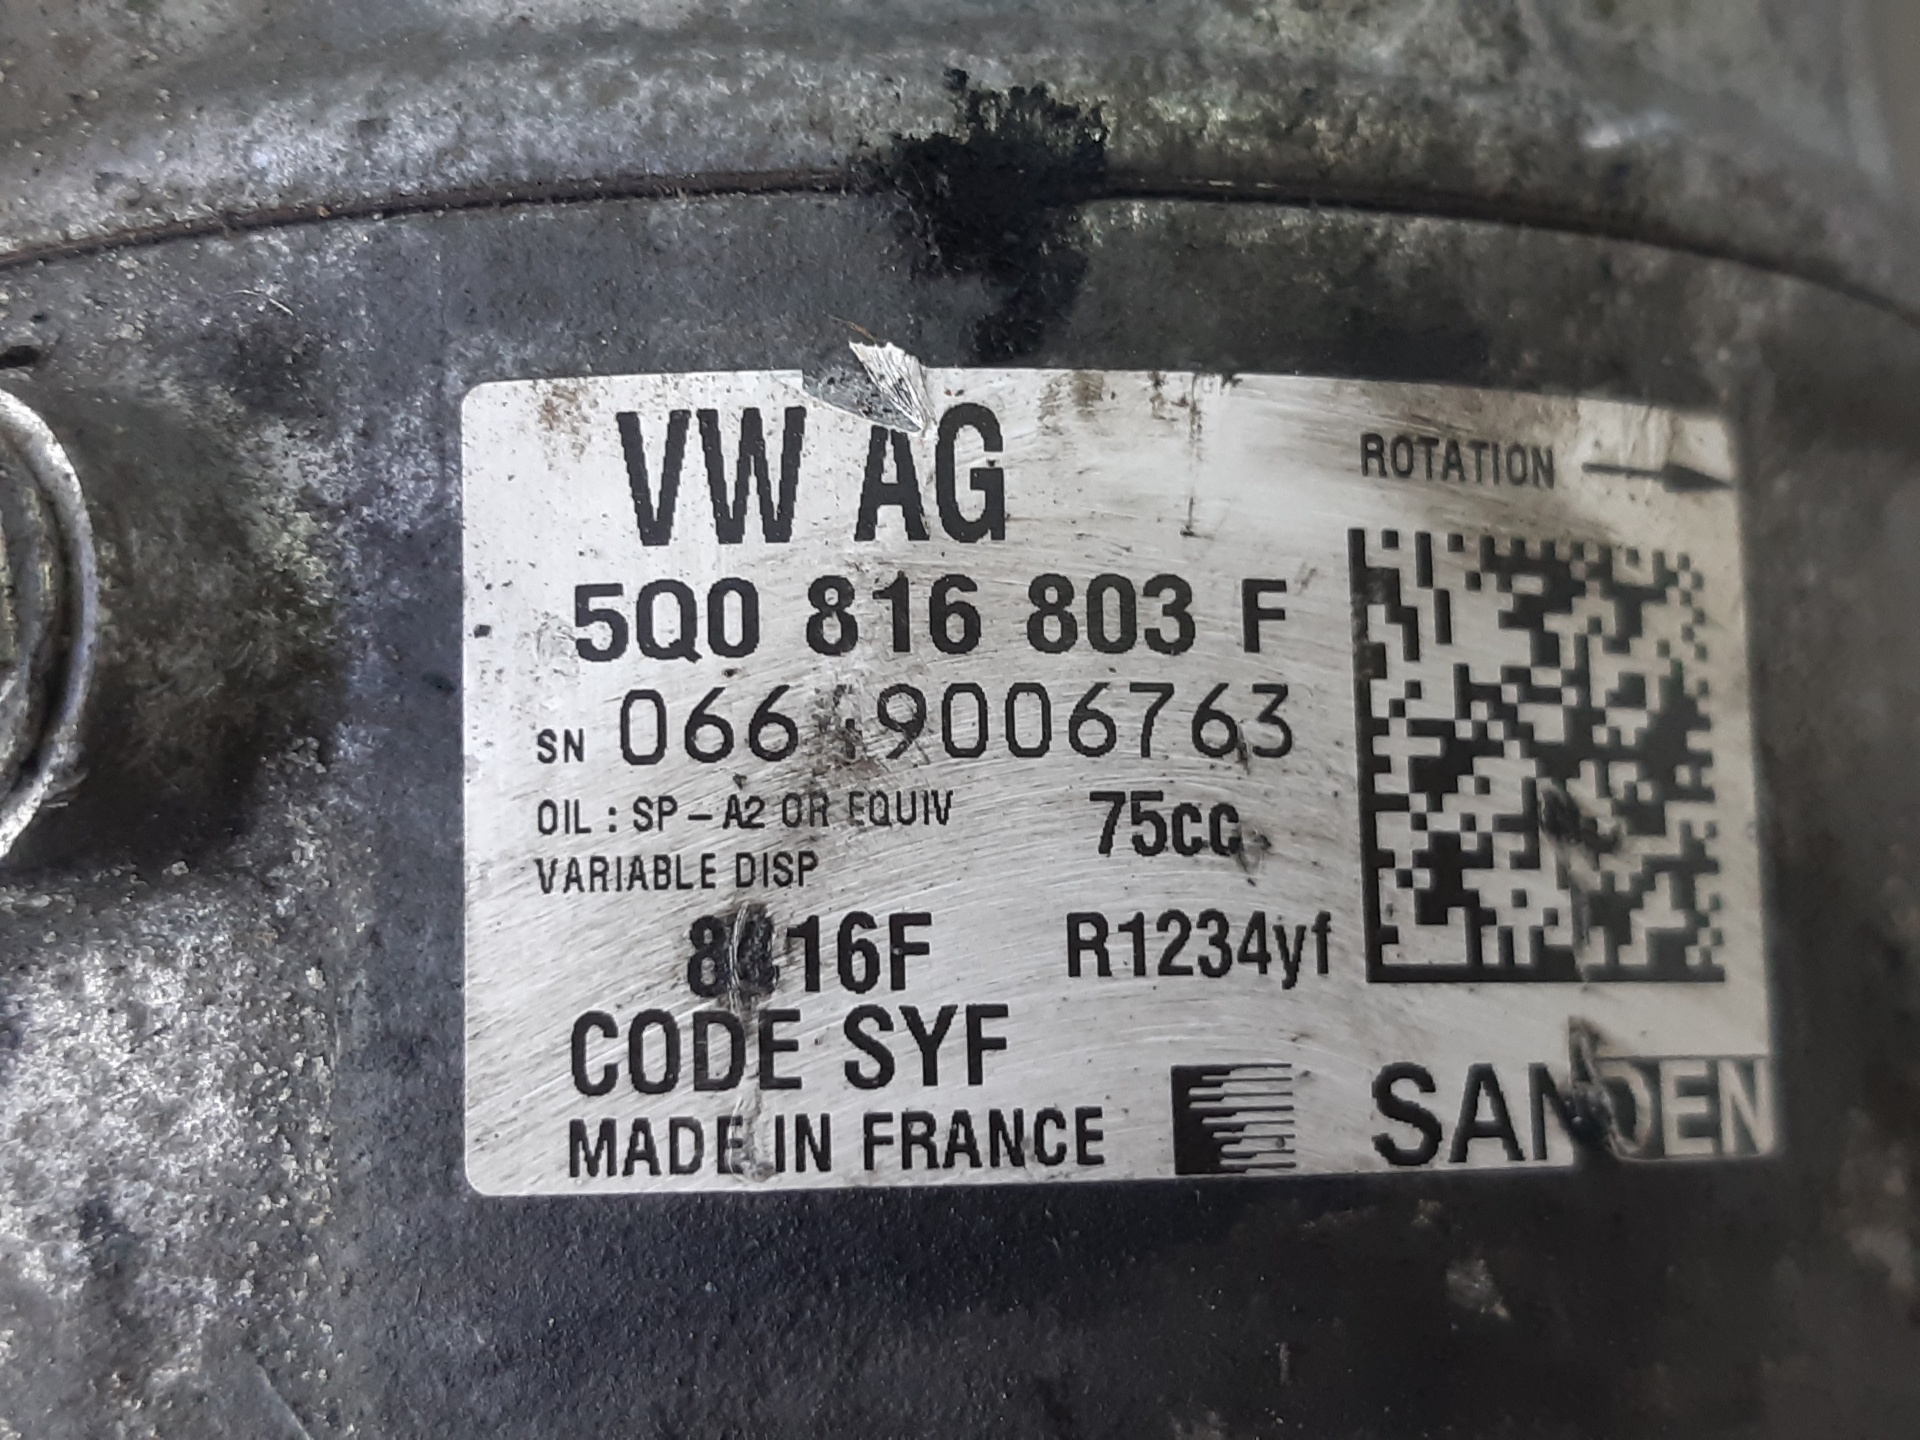 VW AG
ROTATION
5Q0 816 803 F
SN 066 9006763
OIL : SP-A2 OR EQUIV 75cc
VARIABLE DISP
R1234yf
CODE SYF
MADE IN FRANCE
SANDEN